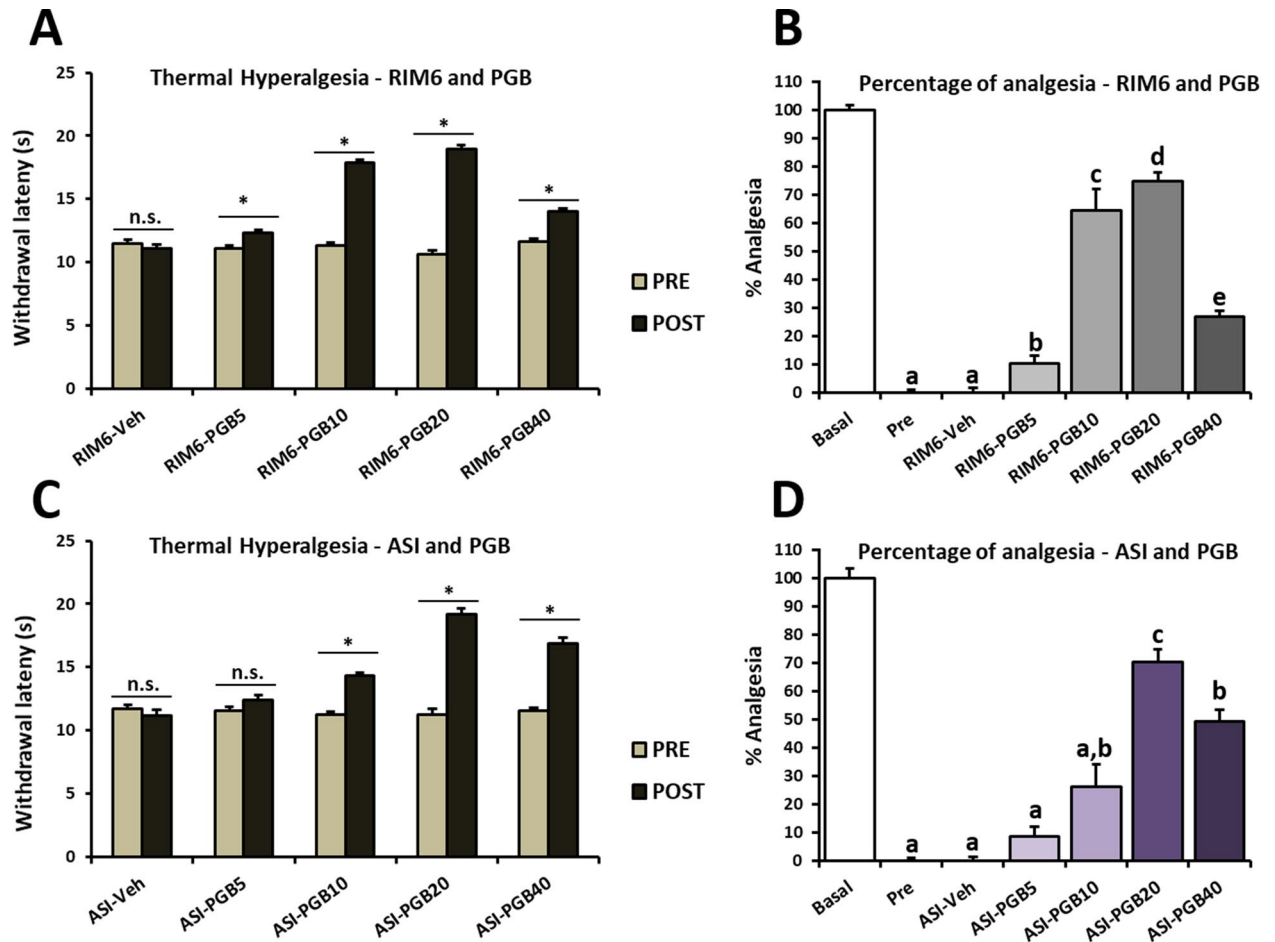 A
Thermal Hyperalgesia - RIM6 and PGB
Withdrawal lateny (s)
25
20
15
10
5
0
n.s.
*
*
*
*
RIM6-Veh
RIM6-PGB5
RIM6-PGB10
RIM6-PGB20
RIM6-PGB40
PRE
POST
B
Percentage of analgesia - RIM6 and PGB
% Analgesia
110
100
90
80
70
60
50
40
30
20
10
0
a
a
b
c
d
e
Basal
Pre
RIM6-Veh
RIM6-PGB5
RIM6-PGB10
RIM6-PGB20
RIM6-PGB40
C
Thermal Hyperalgesia - ASI and PGB
Withdrawal lateny (s)
25
20
15
10
5
0
n.s.
n.s.
*
*
*
ASI-Veh
ASI-PGB5
ASI-PGB10
ASI-PGB20
ASI-PGB40
PRE
POST
D
Percentage of analgesia - ASI and PGB
% Analgesia
110
100
90
80
70
60
50
40
30
20
10
0
a
a
a
a,b
c
b
Basal
Pre
ASI-Veh
ASI-PGB5
ASI-PGB10
ASI-PGB20
ASI-PGB40